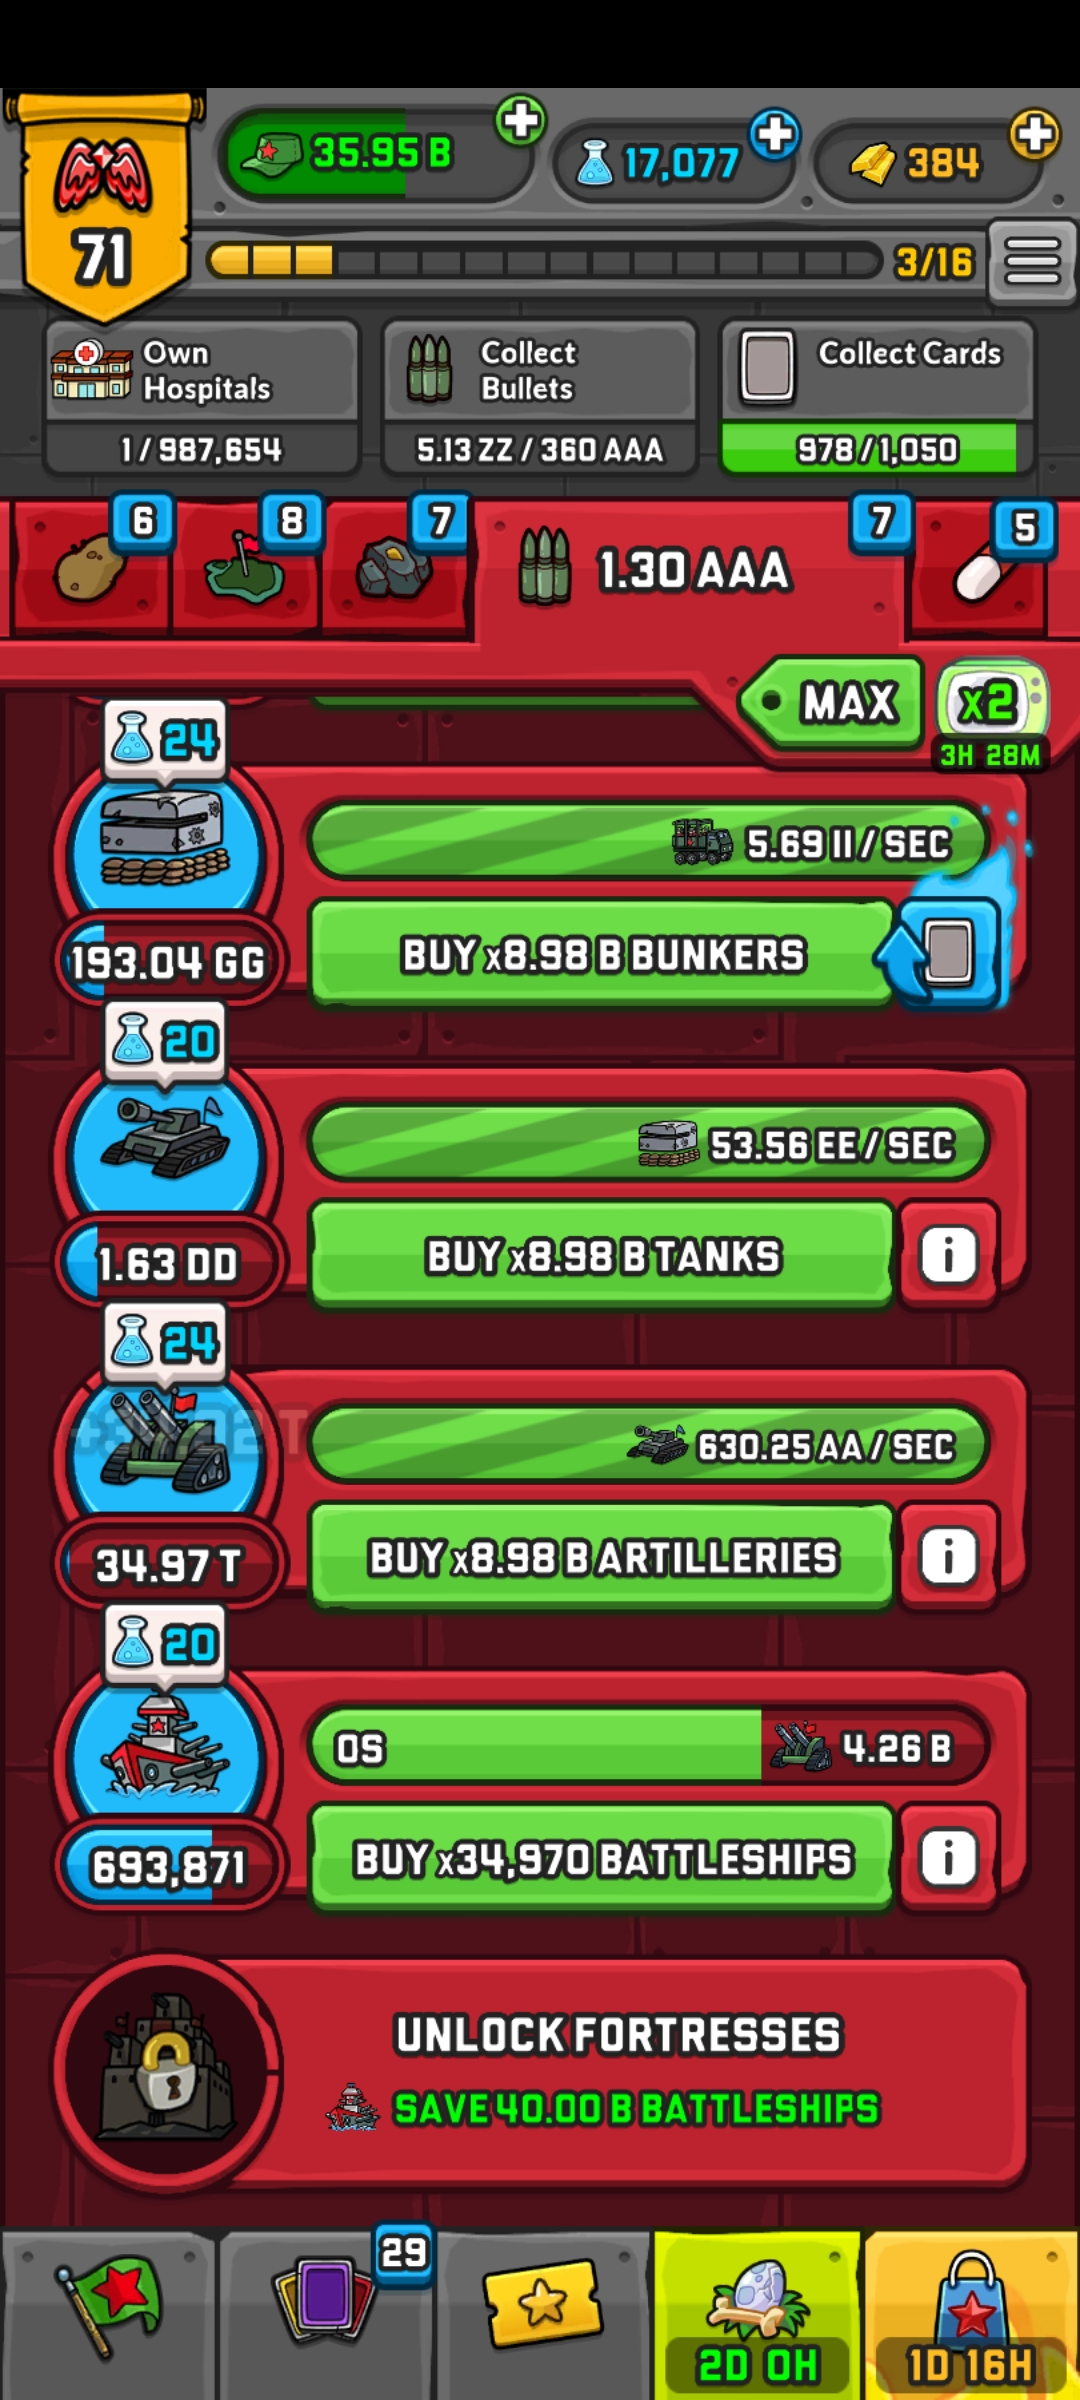 71
35.95 B
17,077
384
3/16
Own
Hospitals
1 / 987,654
Collect
Bullets
5.13 ZZ / 360 AAA
Collect Cards
978 / 1,050
6
8
7
1.30 AAA
7
5
MAX
x2
3H 28M
24
5.69 II / SEC
193.04 GG
BUY x8.98 B BUNKERS
20
53.56 EE / SEC
1.63 DD
BUY x8.98 B TANKS
24
630.25 AA / SEC
34.97 T
BUY x8.98 B ARTILLERIES
20
0S
4.26 B
693,871
BUY x34,970 BATTLESHIPS
UNLOCK FORTRESSES
SAVE 40.00 B BATTLESHIPS
29
2D 0H
1D 16H